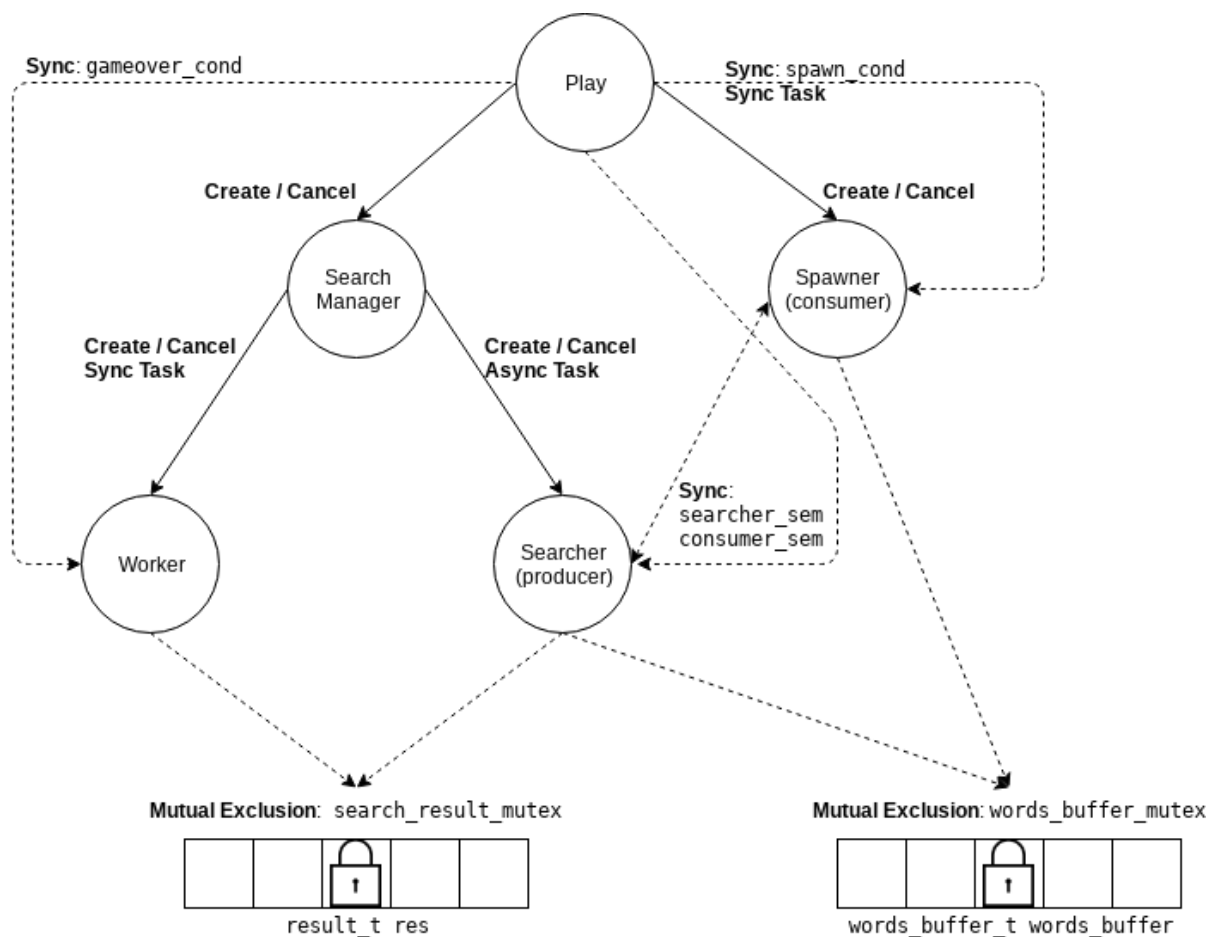 Play
Sync: gameover_cond
Sync: spawn_cond
Sync Task
Create / Cancel
Create / Cancel
Search
Manager
Spawner
(consumer)
Create / Cancel
Sync Task
Create / Cancel
Async Task
Sync:
searcher_sem
consumer_sem
Worker
Searcher
(producer)
Mutual Exclusion: search_result_mutex
Mutual Exclusion: words_buffer_mutex
result_t res
words_buffer_t words_buffer